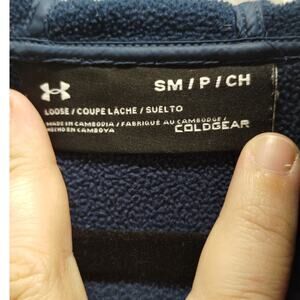 SM / P / CH
LOOSE / COUPE LÂCHE / SUELTO
MADE IN CAMBODIA / FABRIQUÉ AU CAMBODGE /
HECHO EN CAMBOYA
COLDGEAR